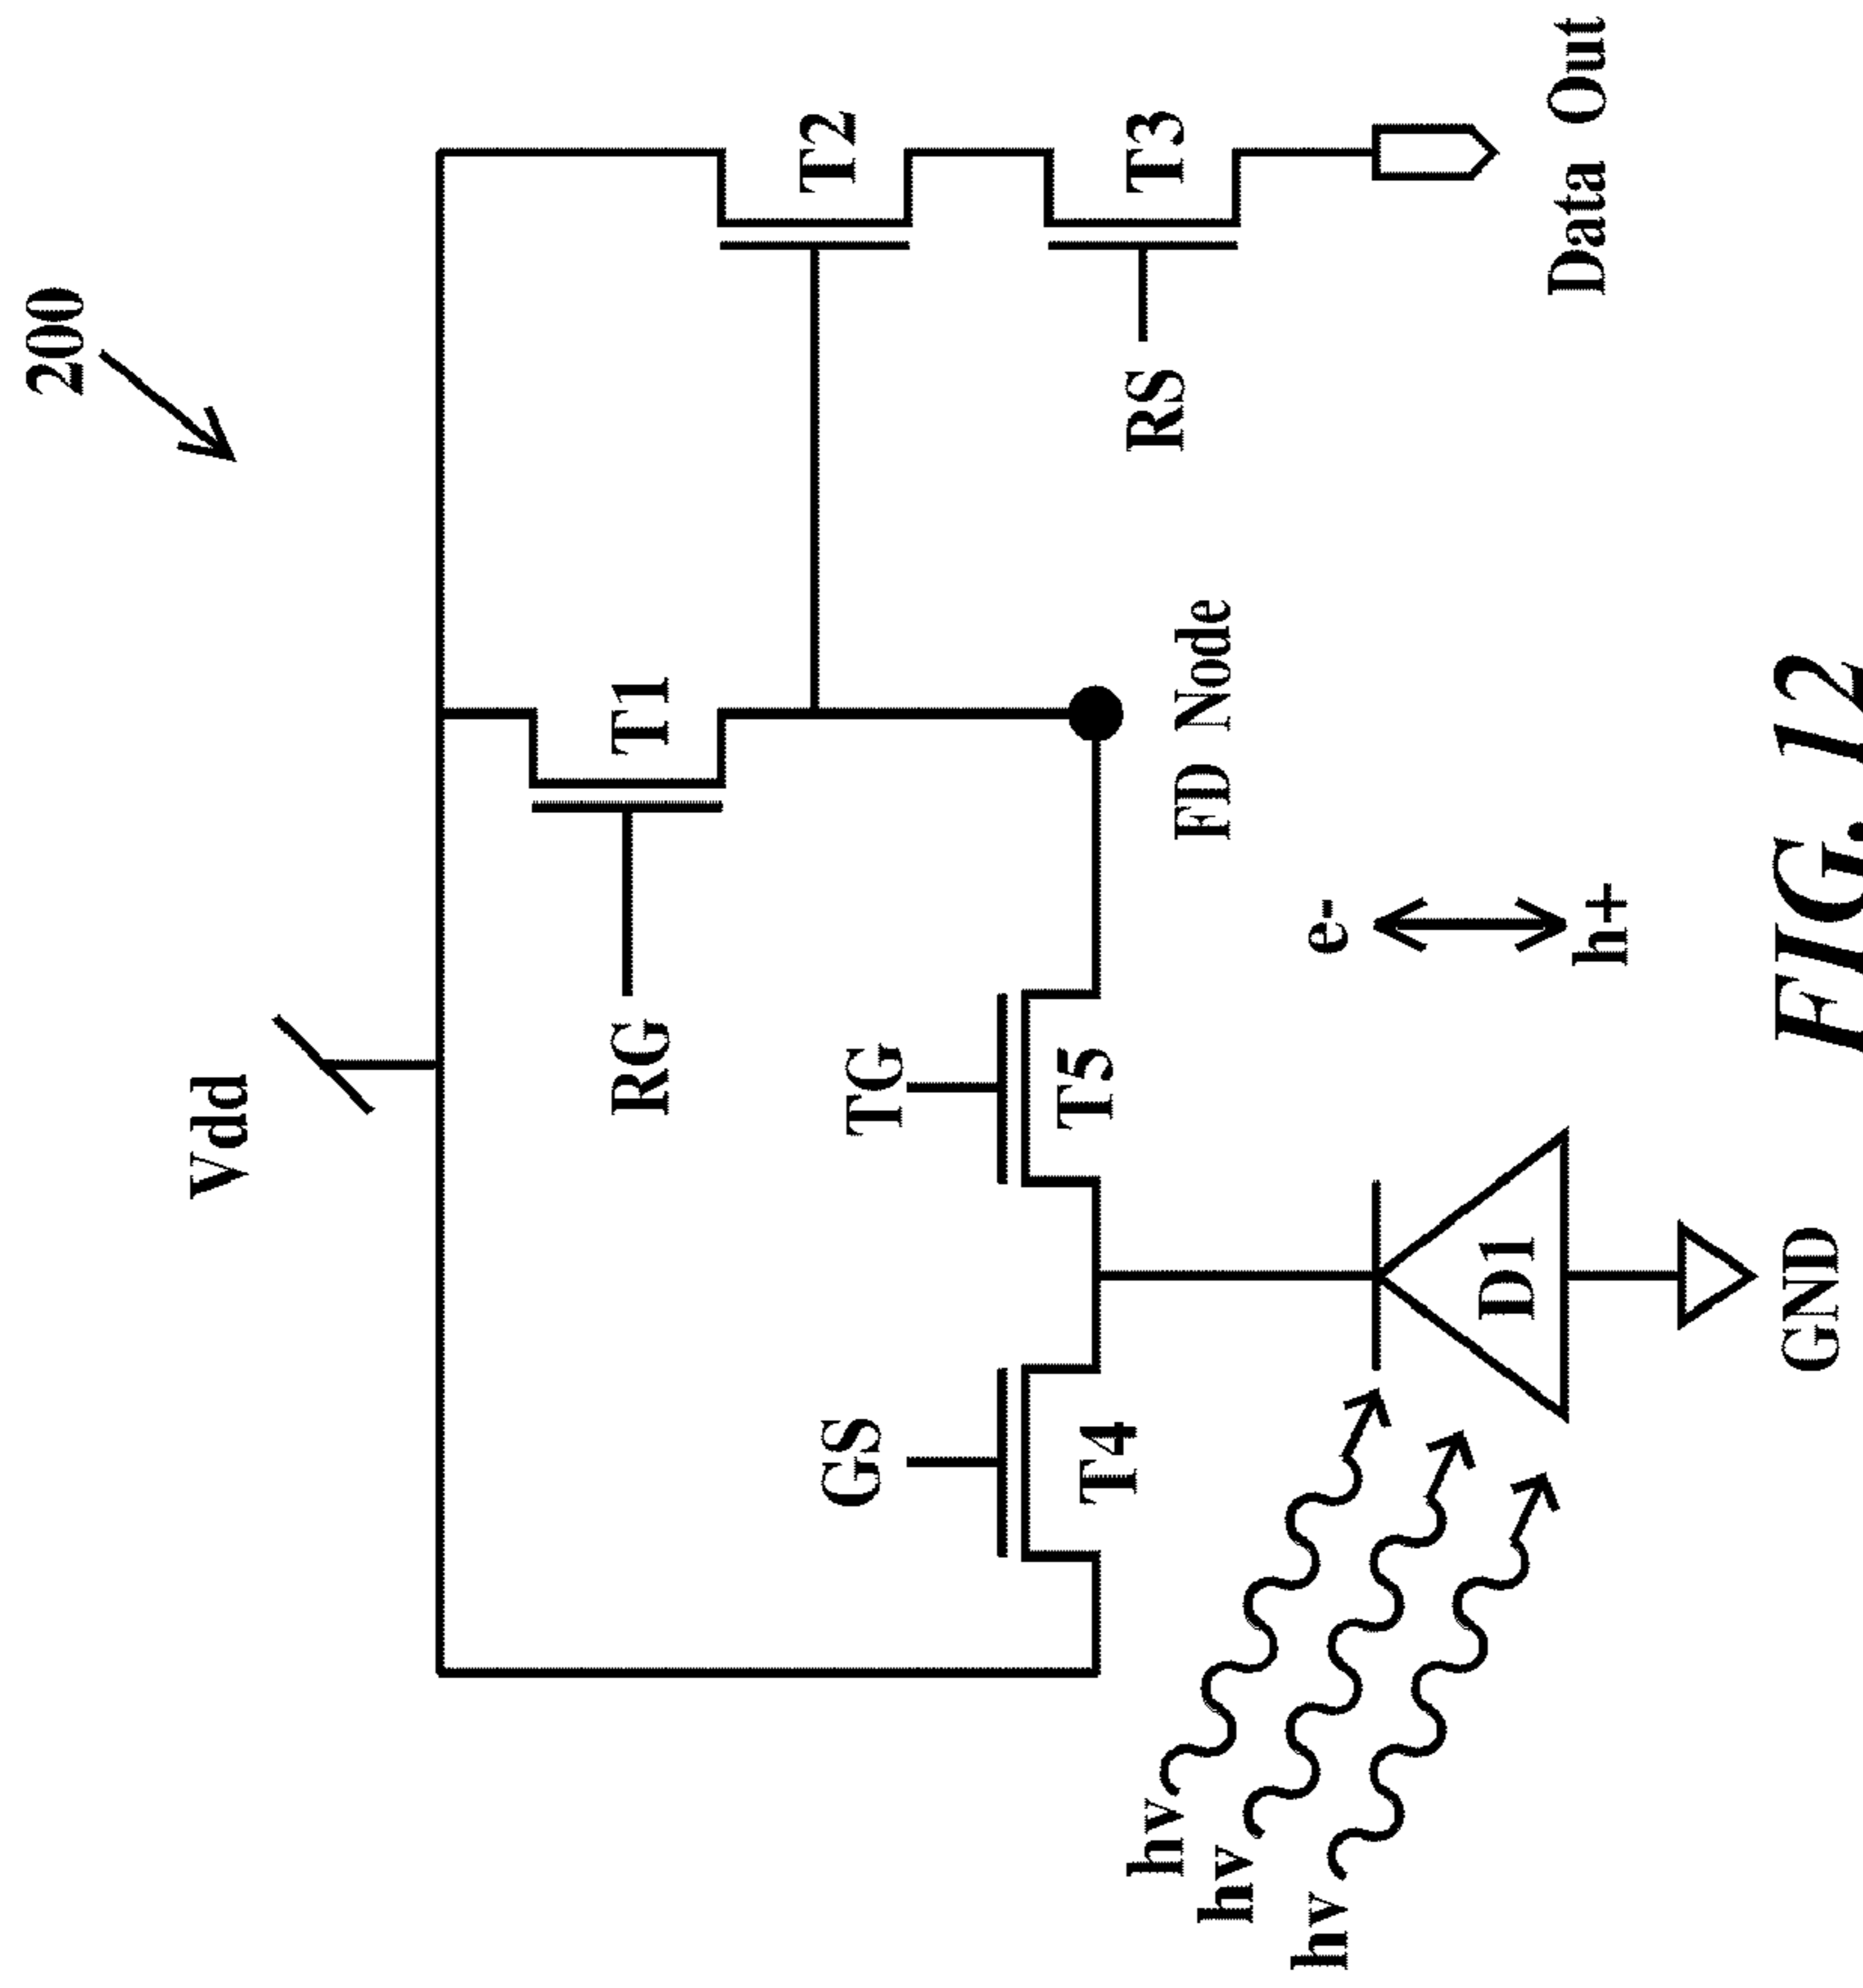 200
Vdd
T1
RG
T2
GS
TG
T4
T5
RS
T3
FD Node
hv
hv
hv
e-
h+
D1
GND
Data Out
FIG. 12